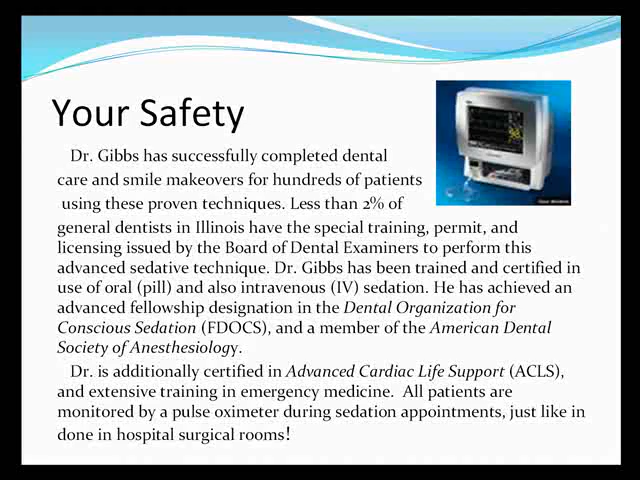 Your Safety
Dr. Gibbs has successfully completed dental
care and smile makeovers for hundreds of patients
using these proven techniques. Less than 2% of
general dentists in Illinois have the special training, permit, and
licensing issued by the Board of Dental Examiners to perform this
advanced sedative technique. Dr. Gibbs has been trained and certified in
use of oral (pill) and also intravenous (IV) sedation. He has achieved an
advanced fellowship designation in the Dental Organization for
Conscious Sedation (FDOCS), and a member of the American Dental
Society of Anesthesiology.
Dr. is additionally certified in Advanced Cardiac Life Support (ACLS),
and extensive training in emergency medicine. All patients are
monitored by a pulse oximeter during sedation appointments, just like in
done in hospital surgical rooms!